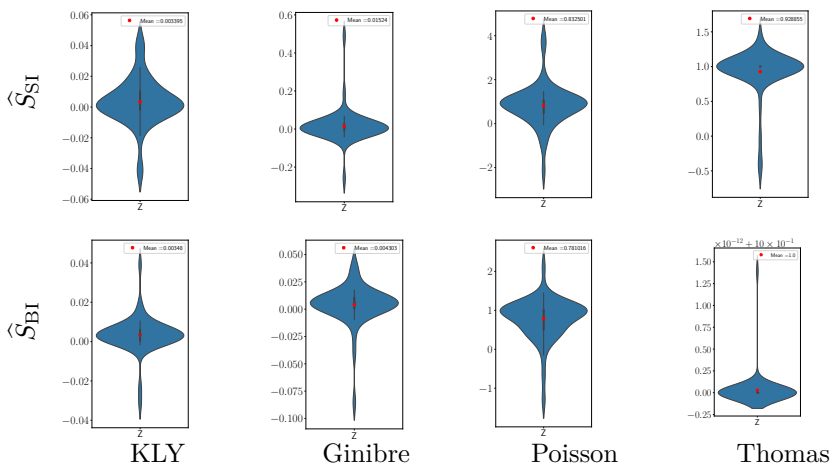 Mean =0.003395
0.06
0.04
0.02
0.00
−0.02
−0.04
−0.06
Z
Mean =0.01524
0.6
0.4
0.2
0.0
−0.2
Z
Mean =0.832501
4
2
0
−2
Z
Mean =0.928855
1.5
1.0
0.5
0.0
−0.5
Z
ŜSI
Mean =0.00348
0.04
0.02
0.00
−0.02
−0.04
Z
Mean =0.004303
0.050
0.025
0.000
−0.025
−0.050
−0.075
−0.100
Z
Mean =0.781016
2
1
0
−1
Z
×10−12 + 10 × 10−1
Mean =1.0
1.50
1.25
1.00
0.75
0.50
0.25
0.00
−0.25
Z
ŜBI
KLY Ginibre Poisson Thomas